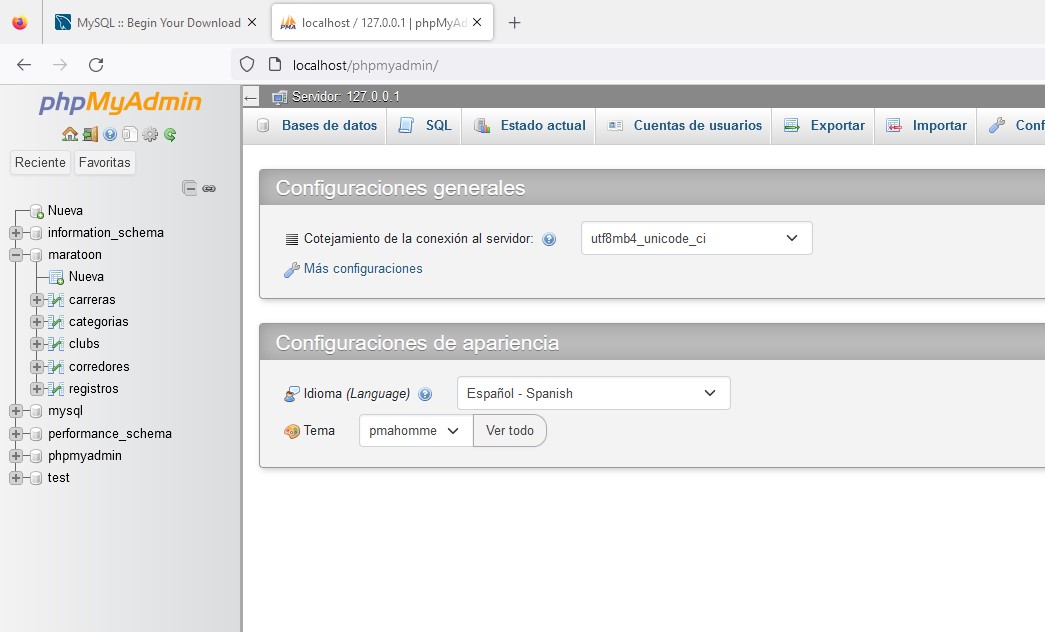 MySQL :: Begin Your Download
localhost / 127.0.0.1 | phpMyAd
localhost/phpmyadmin/
phpMyAdmin
Reciente Favoritas
Nueva
information_schema
maratoon
Nueva
carreras
categorias
clubs
corredores
registros
mysql
performance_schema
phpmyadmin
test
Servidor: 127.0.0.1
Bases de datos SQL Estado actual Cuentas de usuarios Exportar Importar Conf
Configuraciones generales
Cotejamiento de la conexión al servidor: utf8mb4_unicode_ci
Más configuraciones
Configuraciones de apariencia
Idioma (Language) Español - Spanish
Tema pmahomme Ver todo